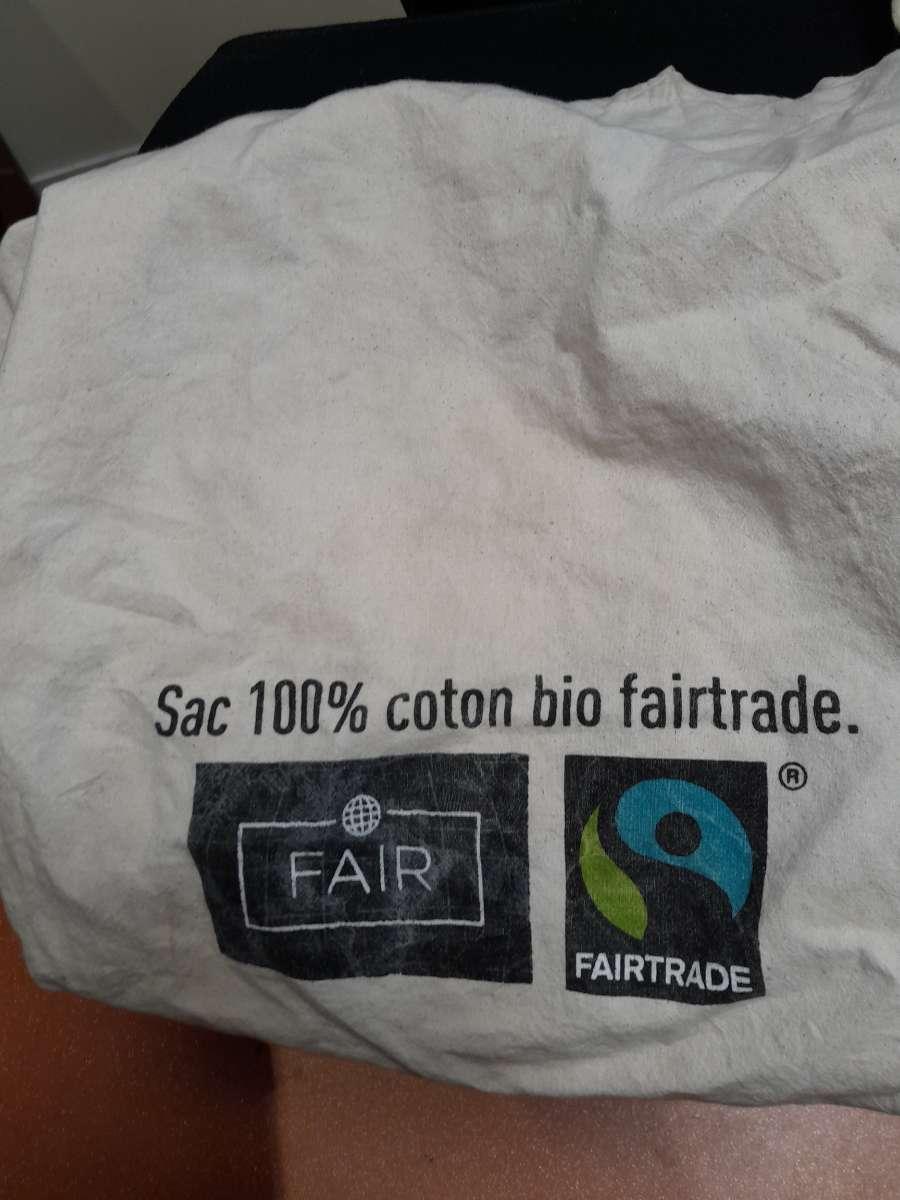 Sac 100% coton bio fairtrade.
FAIR
®
FAIRTRADE